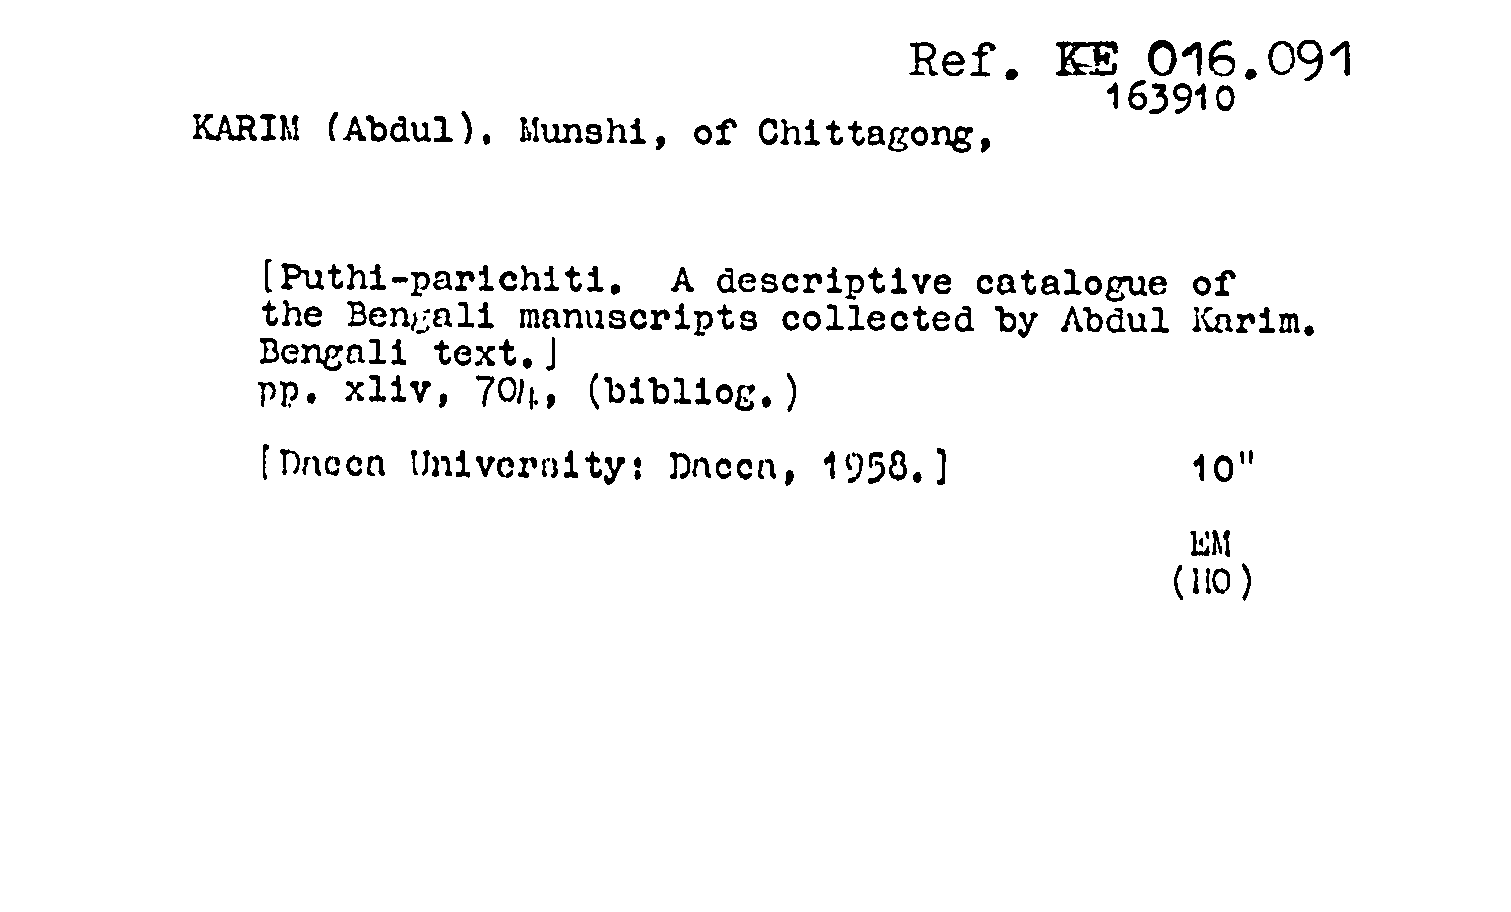 Ref. KE 016.091
163910
KARIM (Abdul). Munshi, of Chittagong,
[Puthi-parichiti. A descriptive catalogue of
the Bengali manuscripts collected by Abdul Karim.
Bengali text.]
pp. xliv, 704, (bibliog.)
[Dacca University: Dacca, 1958.] 10"
EM
(HO)